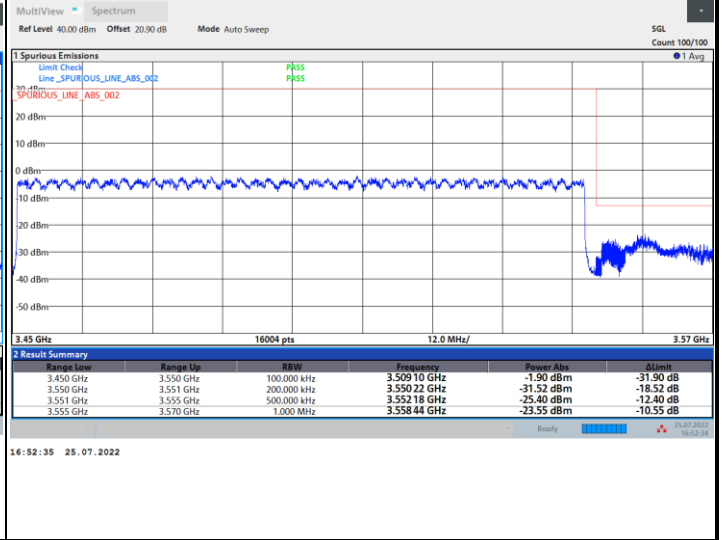 MultiView Spectrum
Ref Level 40.00 dBm Offset 20.90 dB Mode Auto Sweep SGL
Count 100/100
1 Spurious Emissions 1 Avg
Limit Check PASS
Line _SPURIOUS_LINE_ABS_002 PASS
30 dBm
_SPURIOUS_LINE_ABS_002
20 dBm
10 dBm
0 dBm
-10 dBm
-20 dBm
-30 dBm
-40 dBm
-50 dBm
3.45 GHz 16004 pts 12.0 MHz/ 3.57 GHz
2 Result Summary
Range Low Range Up RBW Frequency Power Abs ΔLimit
3.450 GHz 3.550 GHz 100.000 kHz 3.509 10 GHz -1.90 dBm -31.90 dB
3.550 GHz 3.551 GHz 200.000 kHz 3.550 22 GHz -31.52 dBm -18.52 dB
3.551 GHz 3.555 GHz 500.000 kHz 3.552 18 GHz -25.40 dBm -12.40 dB
3.555 GHz 3.570 GHz 1.000 MHz 3.558 44 GHz -23.55 dBm -10.55 dB
Ready 25.07.2022
16:52:34
16:52:35 25.07.2022